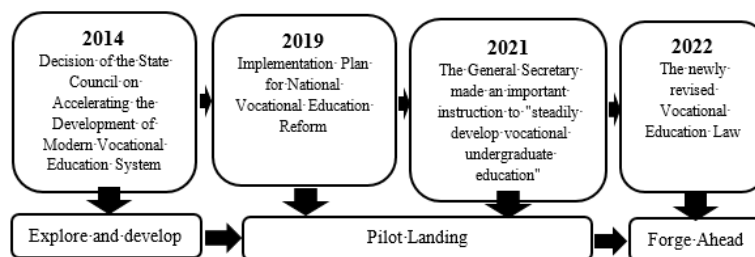 2014
Decision of the State
Council on
Accelerating the
Development of
Modern Vocational
Education System
2019
Implementation Plan
for National
Vocational Education
Reform
2021
The General Secretary
made an important
instruction to "steadily
develop vocational
undergraduate
education"
2022
The newly
revised
Vocational
Education Law
Explore and develop
Pilot Landing
Forge Ahead